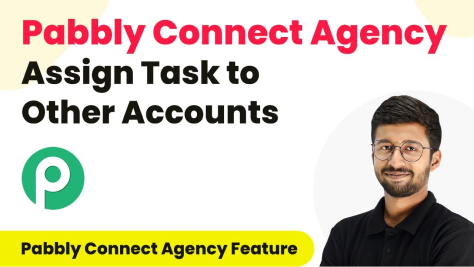 Pabbly Connect Agency
Assign Task to
Other Accounts
Pabbly Connect Agency Feature